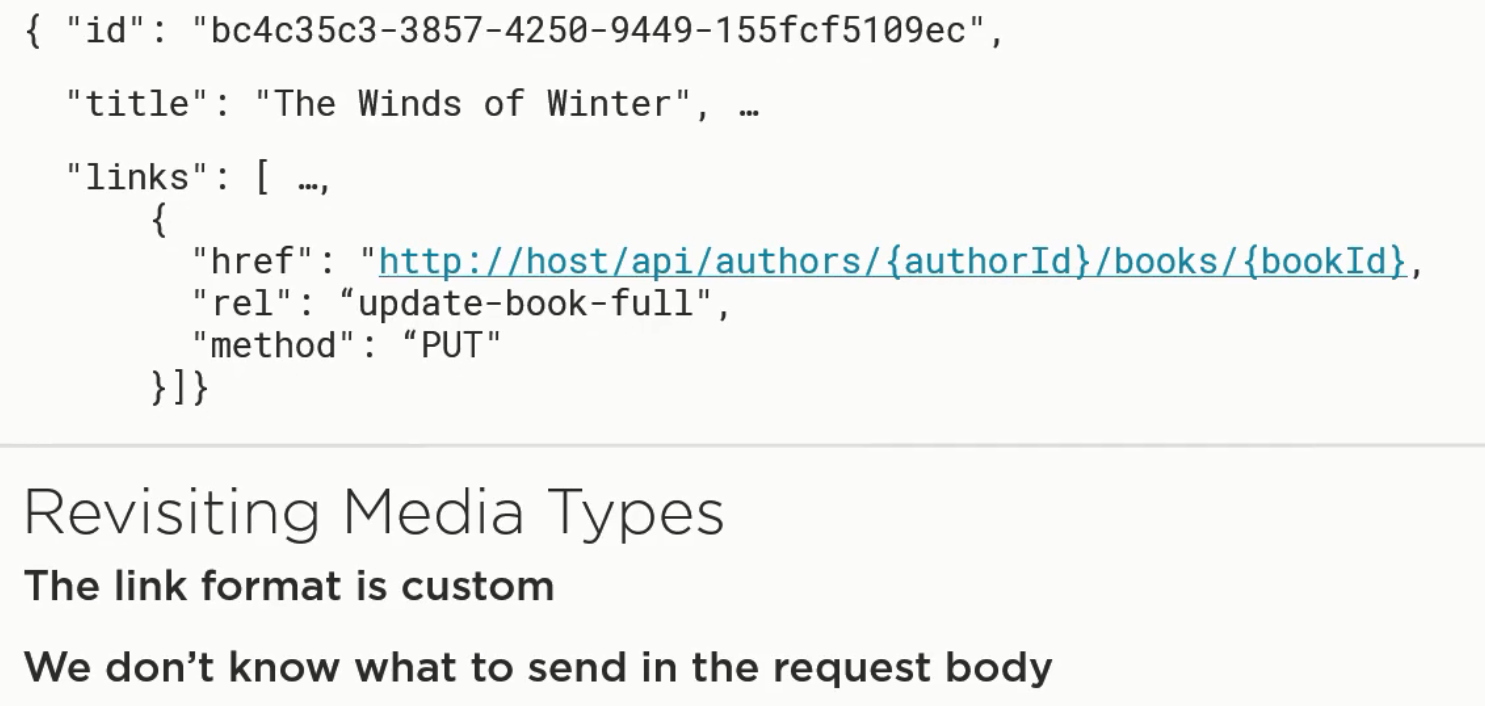 { "id": "bc4c35c3-3857-4250-9449-155fcf5109ec",
"title": "The Winds of Winter", …
"links": [ …,
{
"href": "http://host/api/authors/{authorId}/books/{bookId},
"rel": “update-book-full",
"method": “PUT"
}]}
Revisiting Media Types
The link format is custom
We don’t know what to send in the request body